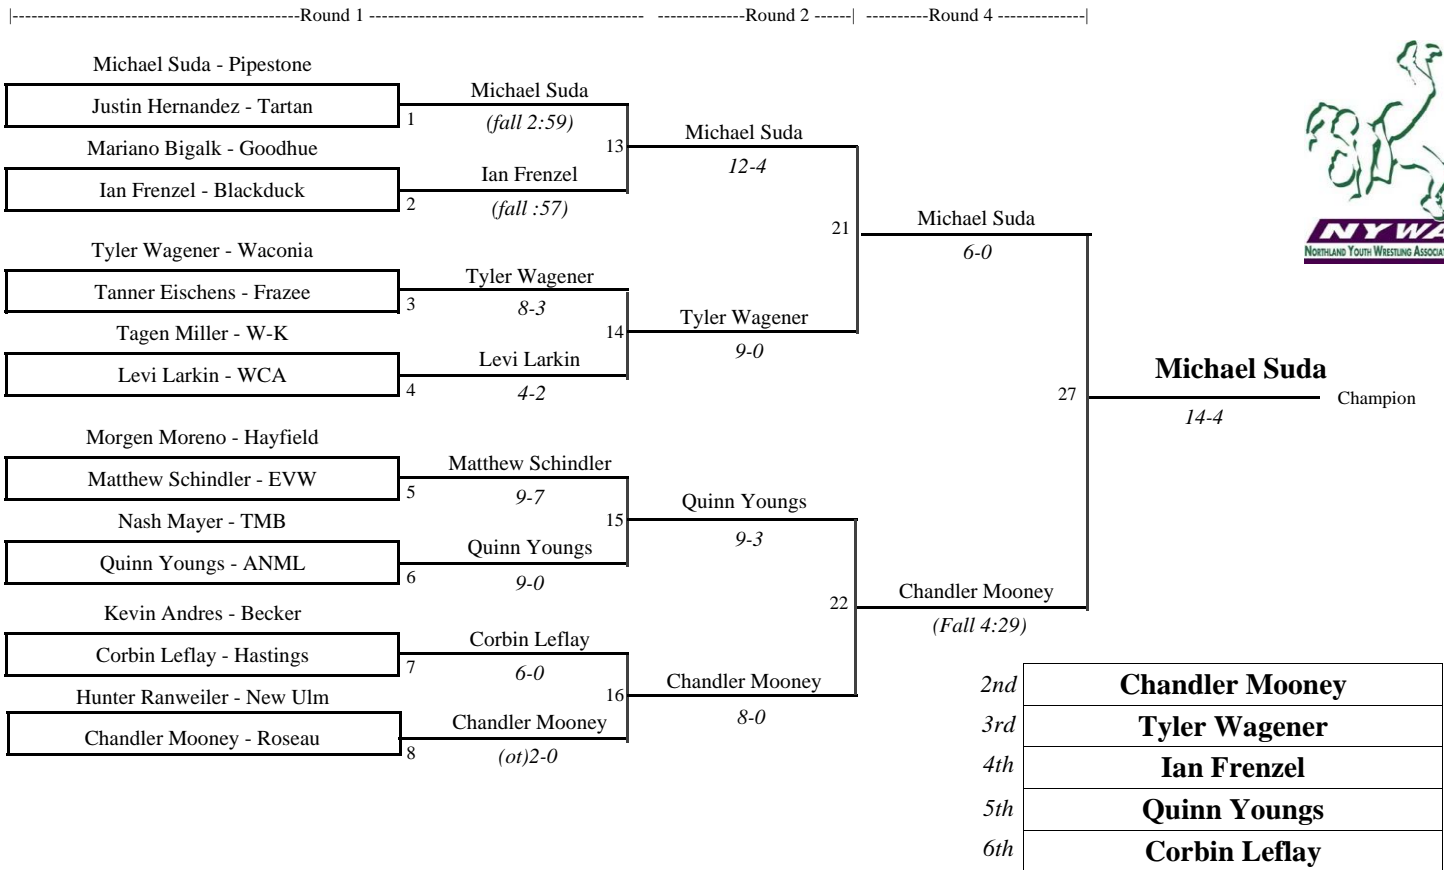 |--------------------------------------------Round 1 ------------------------------------------ -------------Round 2 ------| ----------Round 4 --------------|
Michael Suda - Pipestone
Justin Hernandez - Tartan
1
Michael Suda
(fall 2:59)
Mariano Bigalk - Goodhue
Ian Frenzel - Blackduck
2
Ian Frenzel
(fall :57)
13
Michael Suda
12-4
Tyler Wagener - Waconia
Tanner Eischens - Frazee
3
Tyler Wagener
8-3
Tagen Miller - W-K
Levi Larkin - WCA
4
Levi Larkin
4-2
14
Tyler Wagener
9-0
21
Michael Suda
6-0
Morgen Moreno - Hayfield
Matthew Schindler - EVW
5
Matthew Schindler
9-7
Nash Mayer - TMB
Quinn Youngs - ANML
6
Quinn Youngs
9-0
15
Quinn Youngs
9-3
Kevin Andres - Becker
Corbin Leflay - Hastings
7
Corbin Leflay
6-0
Hunter Ranweiler - New Ulm
Chandler Mooney - Roseau
8
Chandler Mooney
(ot)2-0
16
Chandler Mooney
8-0
22
Chandler Mooney
(Fall 4:29)
27
Michael Suda
14-4
Champion
NYWA
NORTHLAND YOUTH WRESTLING
2nd Chandler Mooney
3rd Tyler Wagener
4th Ian Frenzel
5th Quinn Youngs
6th Corbin Leflay